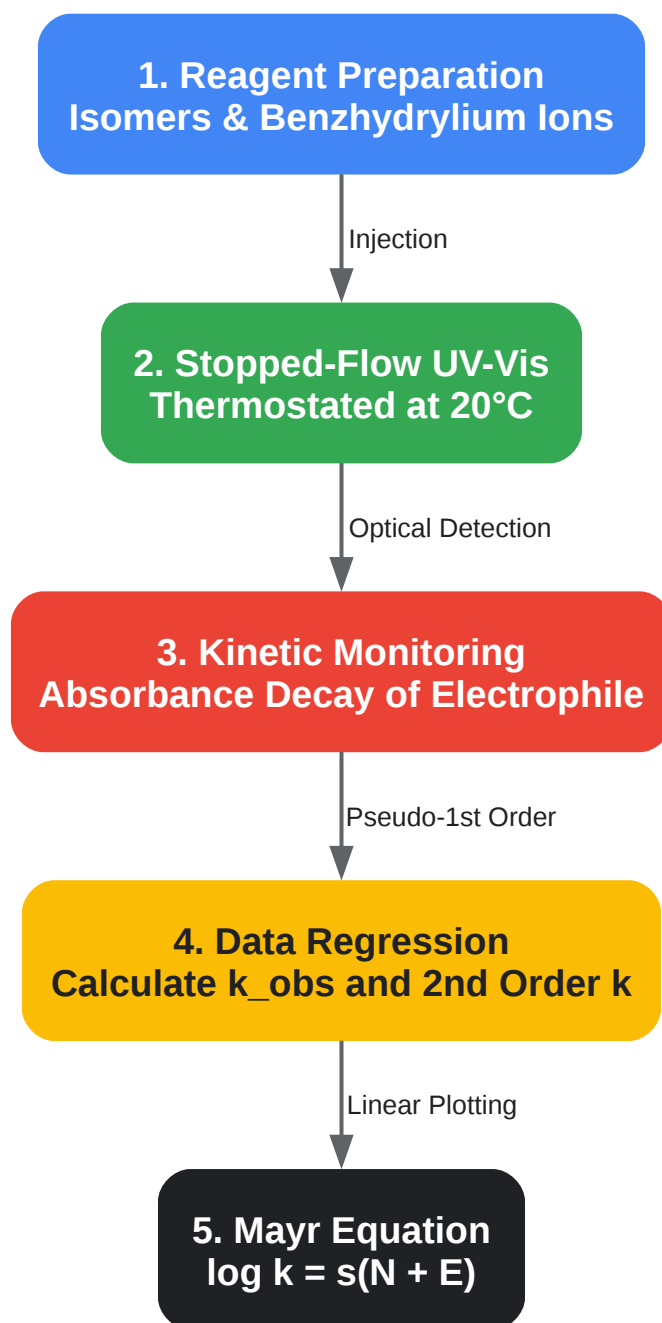 1. Reagent Preparation
Isomers & Benzhydrylium Ions
Injection
2. Stopped-Flow UV-Vis
Thermostated at 20°C
Optical Detection
3. Kinetic Monitoring
Absorbance Decay of Electrophile
Pseudo-1st Order
4. Data Regression
Calculate k_obs and 2nd Order k
Linear Plotting
5. Mayr Equation
log k = s(N + E)